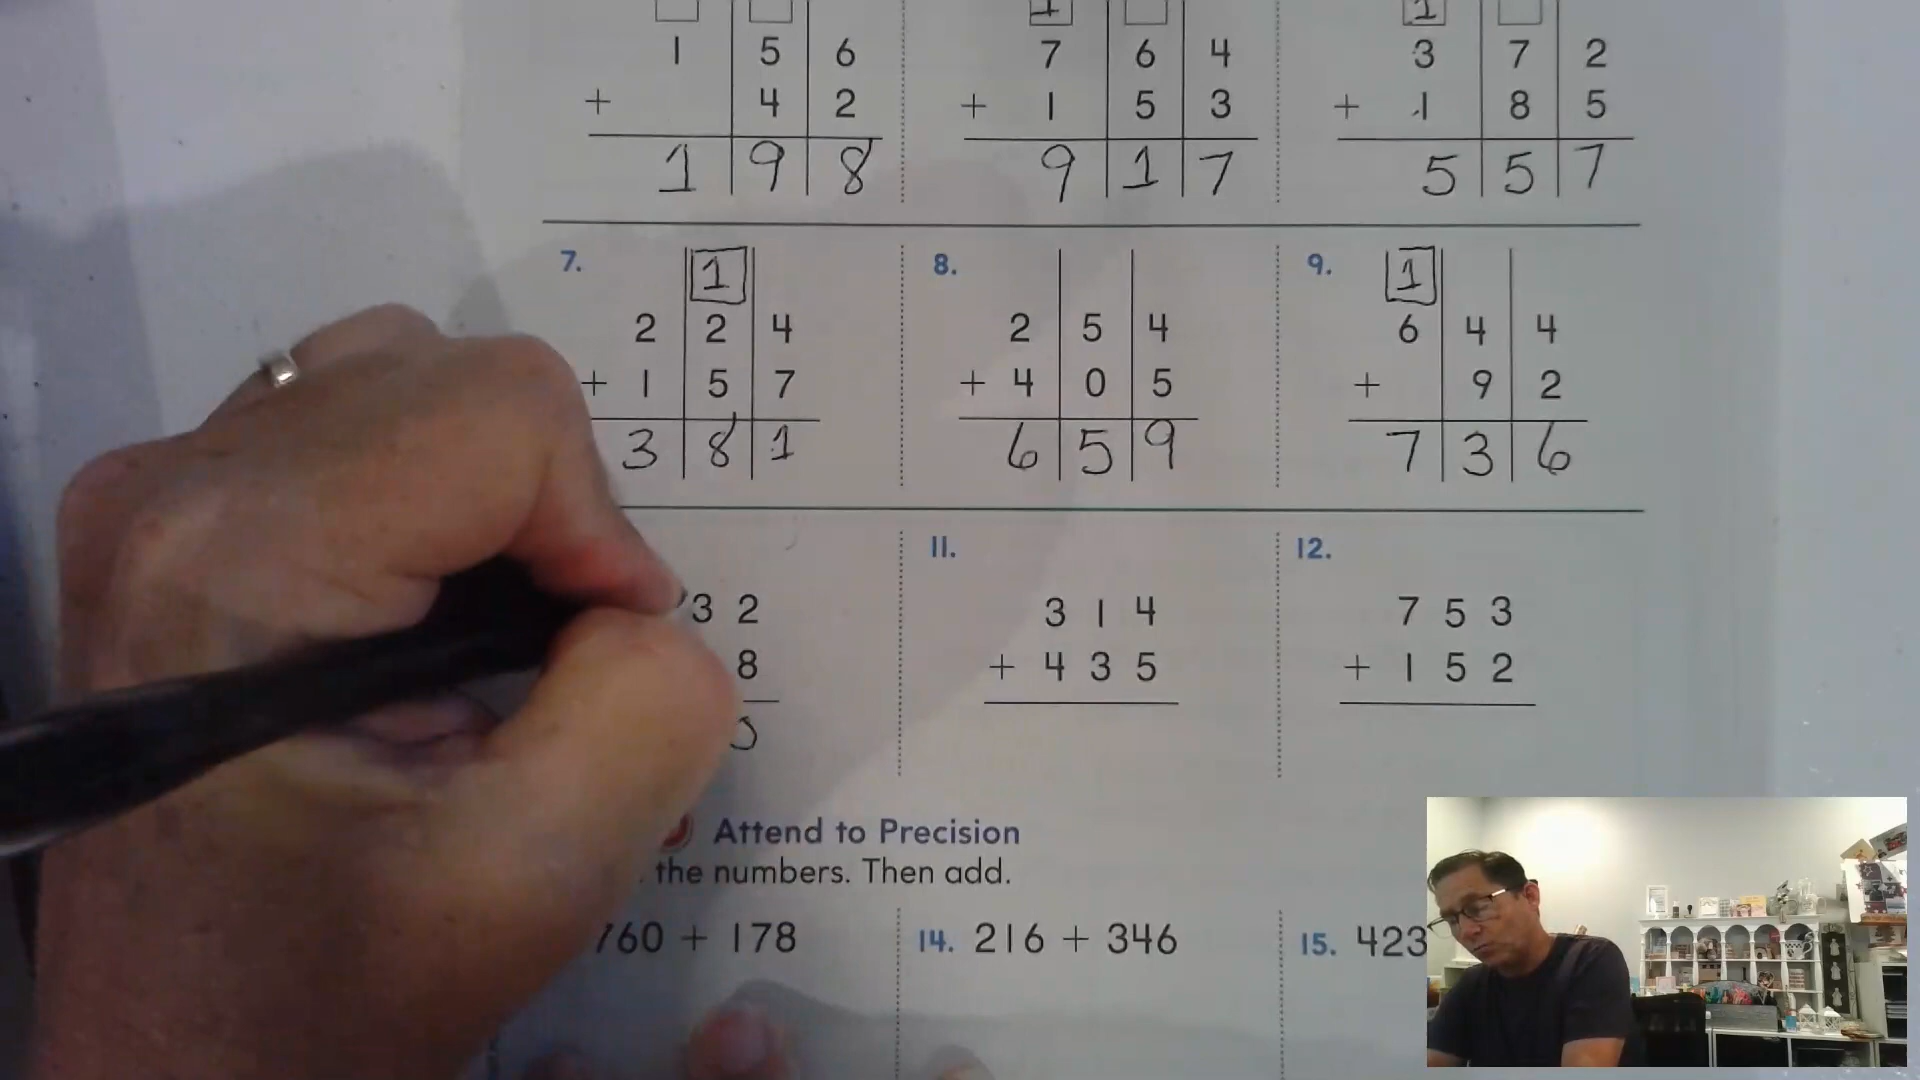 1 1
1 5 6 7 6 4 3 7 2
+ 4 2 + 1 5 3 + 1 8 5
1 9 8 9 1 7 5 5 7
7. 1 8. 9. 1
2 2 4 2 5 4 6 4 4
+ 1 5 7 + 4 0 5 + 9 2
3 8 1 6 5 9 7 3 6
11. 12.
3 2 3 1 4 7 5 3
8 + 4 3 5 + 1 5 2
0
Attend to Precision
the numbers. Then add.
760 + 178 14. 216 + 346 15. 423